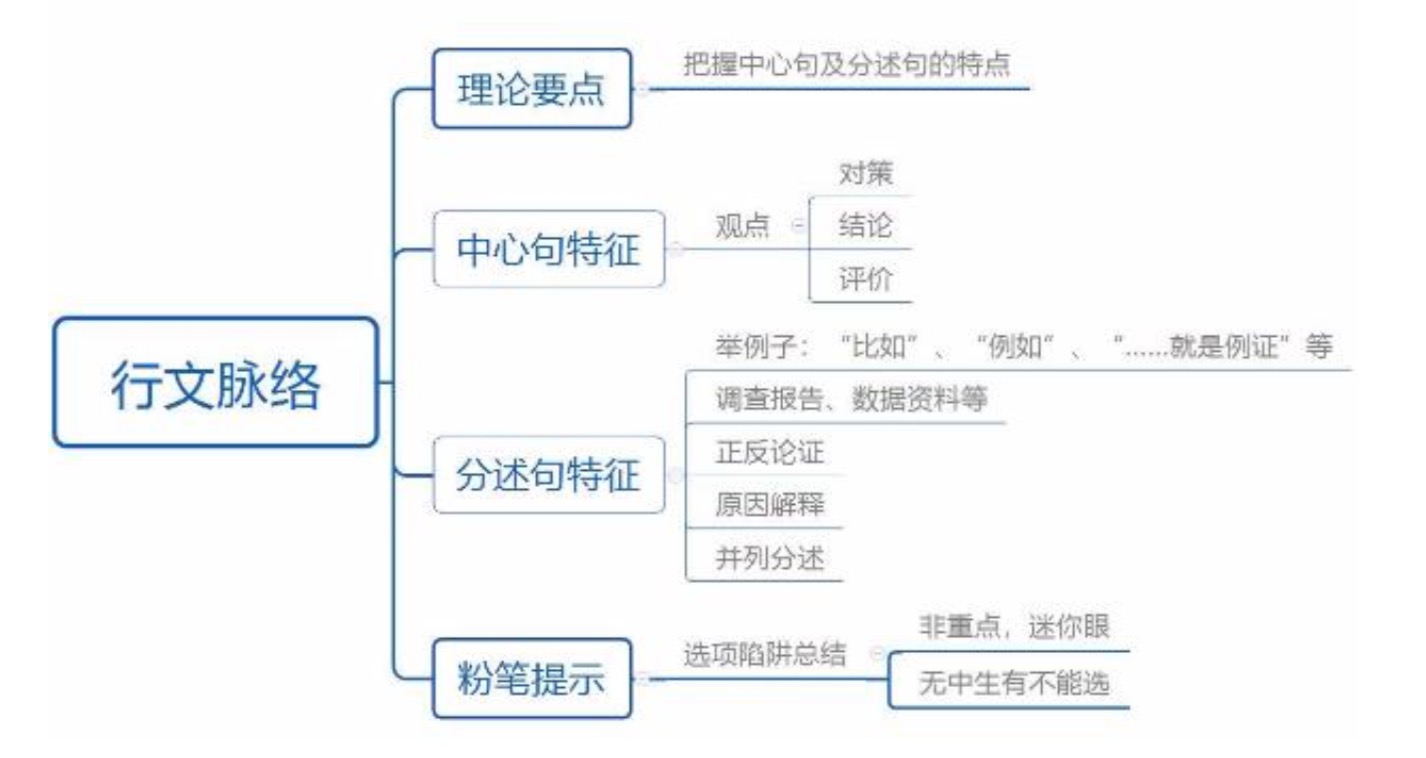 行文脉络
理论要点
把握中心句及分述句的特点
中心句特征
观点
对策
结论
评价
分述句特征
举例子：“比如”、“例如”、“......就是例证”等
调查报告、数据资料等
正反论证
原因解释
并列分述
粉笔提示
选项陷阱总结
非重点，迷你眼
无中生有不能选